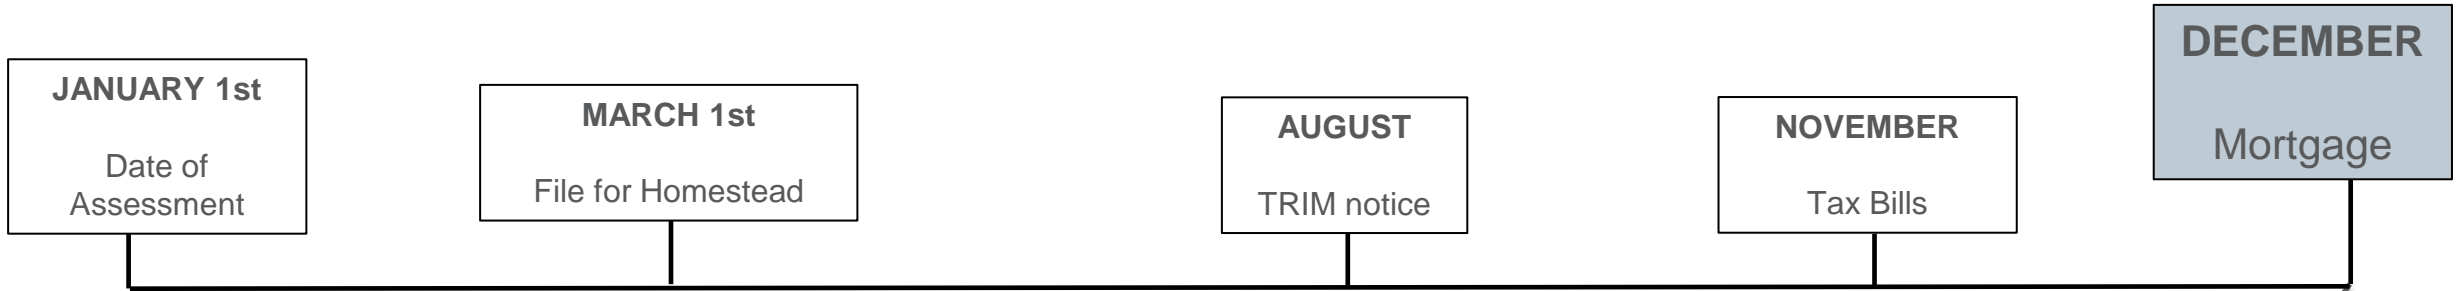 JANUARY 1st
Date of
Assessment
MARCH 1st
File for Homestead
AUGUST
TRIM notice
NOVEMBER
Tax Bills
DECEMBER
Mortgage